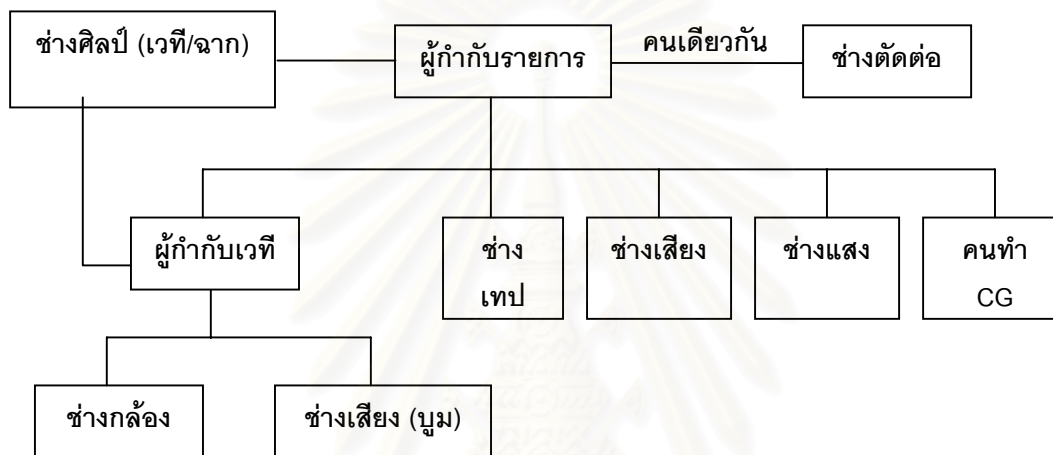 ช่างศิลป์ (เวที/ฉาก)
ผู้กำกับรายการ
คนเดียวกัน
ช่างตัดต่อ
ผู้กำกับเวที
ช่าง
เทป
ช่างเสียง
ช่างแสง
คนทำ
CG
ช่างกล้อง
ช่างเสียง (บูม)